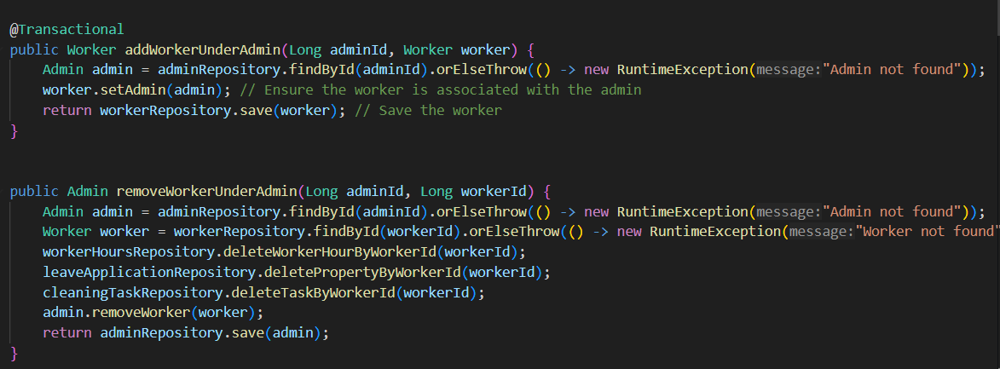 @Transactional
public Worker addWorkerUnderAdmin(Long adminId, Worker worker) {
    Admin admin = adminRepository.findById(adminId).orElseThrow(() -> new RuntimeException(message:"Admin not found"));
    worker.setAdmin(admin); // Ensure the worker is associated with the admin
    return workerRepository.save(worker); // Save the worker
}
public Admin removeWorkerUnderAdmin(Long adminId, Long workerId) {
    Admin admin = adminRepository.findById(adminId).orElseThrow(() -> new RuntimeException(message:"Admin not found"));
    Worker worker = workerRepository.findById(workerId).orElseThrow(() -> new RuntimeException(message:"Worker not found"
    workerHoursRepository.deleteWorkerHourByWorkerId(workerId);
    leaveApplicationRepository.deletePropertyByWorkerId(workerId);
    cleaningTaskRepository.deleteTaskByWorkerId(workerId);
    admin.removeWorker(worker);
    return adminRepository.save(admin);
}